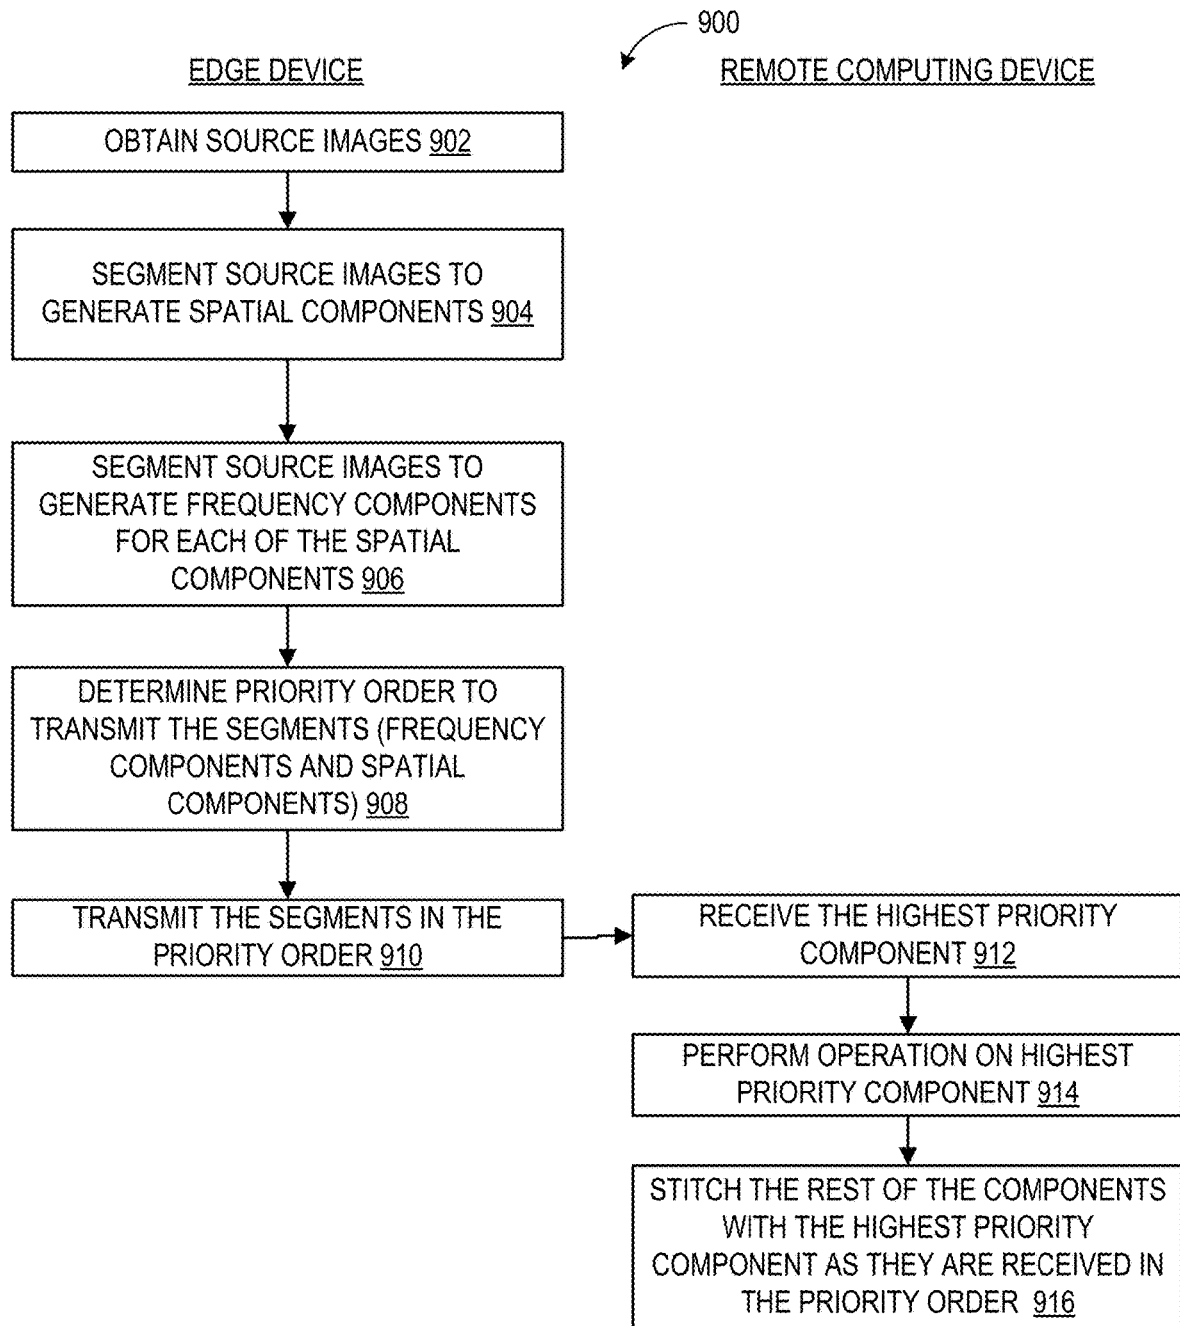 900
EDGE DEVICE
REMOTE COMPUTING DEVICE
OBTAIN SOURCE IMAGES 902
SEGMENT SOURCE IMAGES TO
GENERATE SPATIAL COMPONENTS 904
SEGMENT SOURCE IMAGES TO
GENERATE FREQUENCY COMPONENTS
FOR EACH OF THE SPATIAL
COMPONENTS 906
DETERMINE PRIORITY ORDER TO
TRANSMIT THE SEGMENTS (FREQUENCY
COMPONENTS AND SPATIAL
COMPONENTS) 908
TRANSMIT THE SEGMENTS IN THE
PRIORITY ORDER 910
RECEIVE THE HIGHEST PRIORITY
COMPONENT 912
PERFORM OPERATION ON HIGHEST
PRIORITY COMPONENT 914
STITCH THE REST OF THE COMPONENTS
WITH THE HIGHEST PRIORITY
COMPONENT AS THEY ARE RECEIVED IN
THE PRIORITY ORDER 916